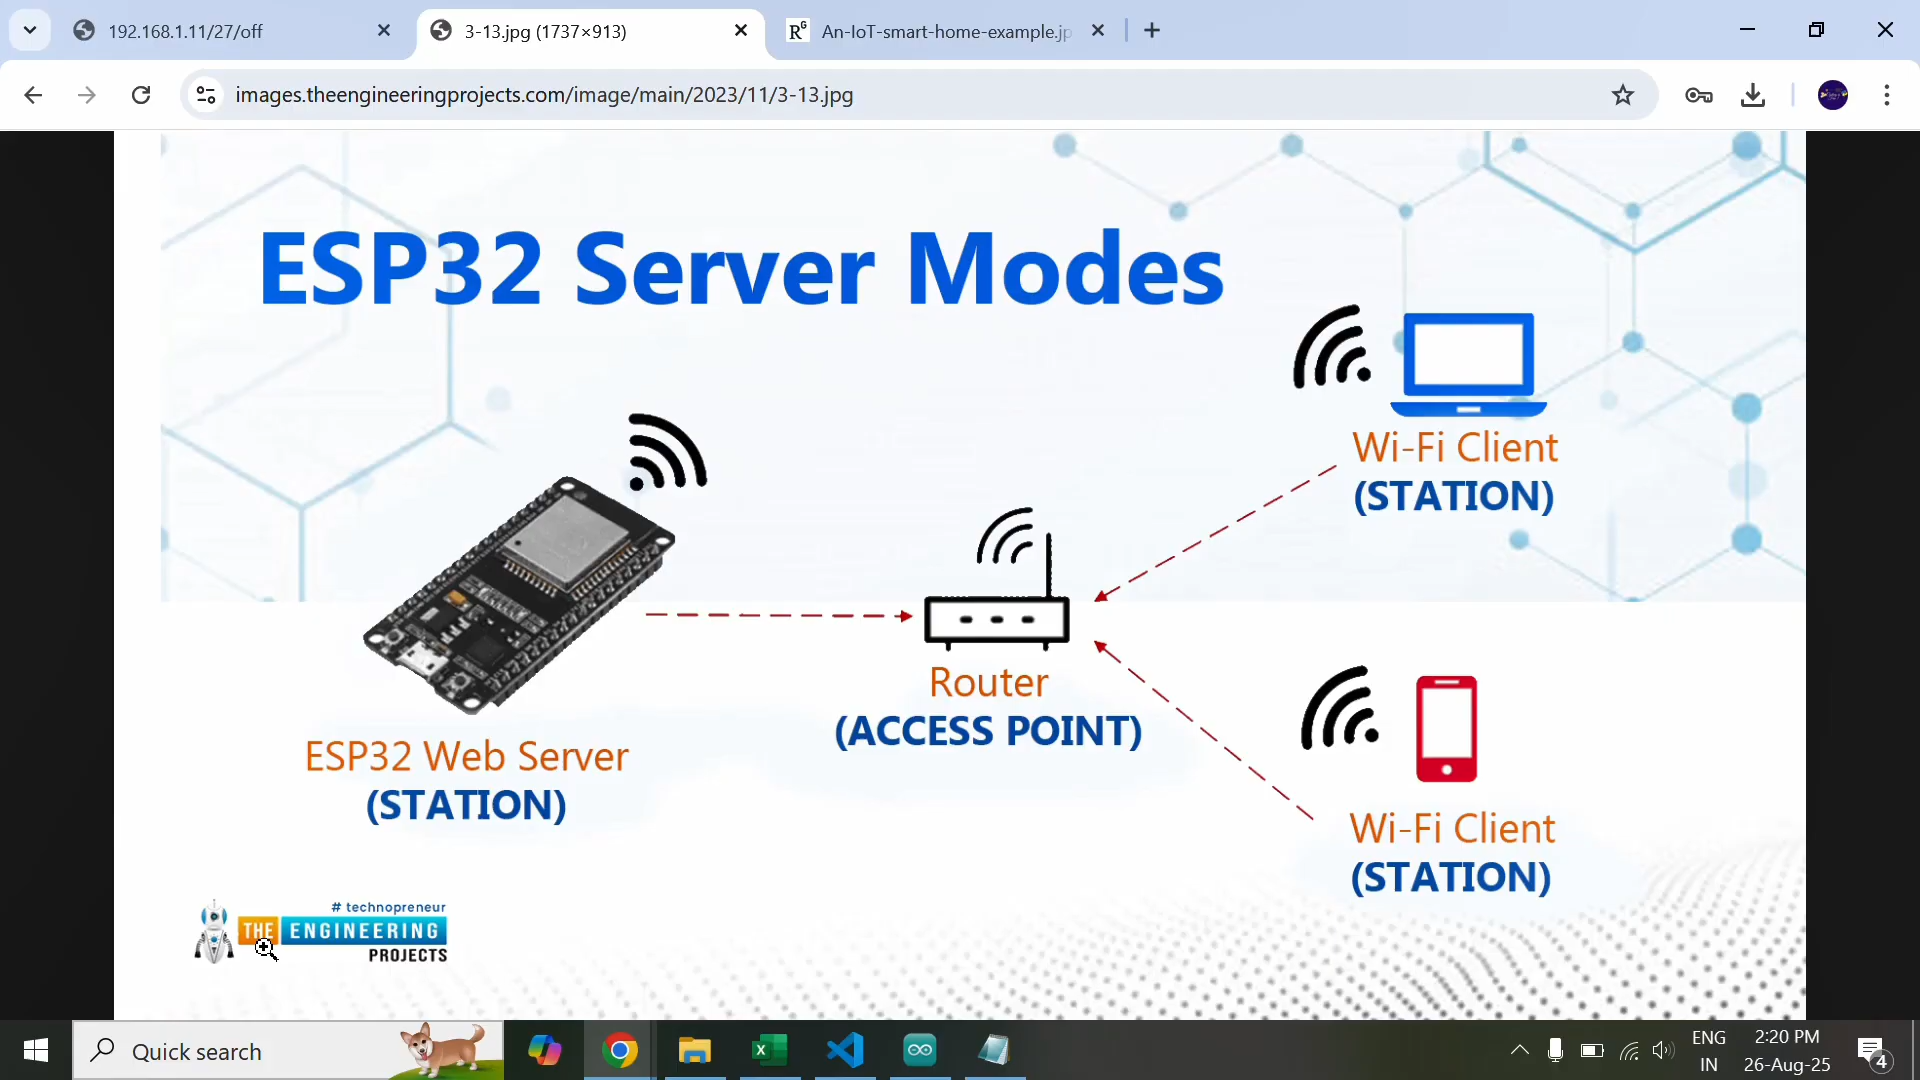 192.168.1.11/27/off
3-13.jpg (1737×913)
RG An-IoT-smart-home-example.jp
images.theengineeringprojects.com/image/main/2023/11/3-13.jpg
ESP32 Server Modes
Wi-Fi Client
(STATION)
Router
(ACCESS POINT)
ESP32 Web Server
(STATION)
Wi-Fi Client
(STATION)
# technopreneur
THE ENGINEERING
PROJECTS
Quick search
ENG
IN
2:20 PM
26-Aug-25
4